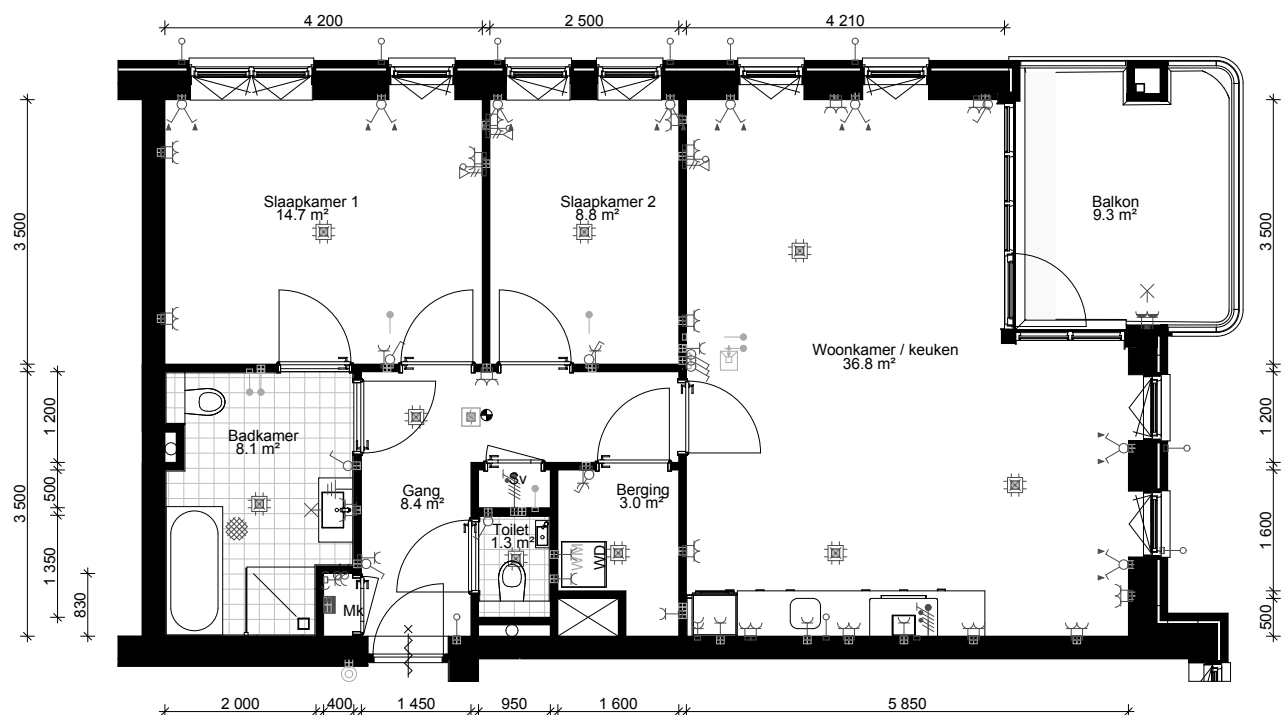 4 200
2 500
4 210
3 500
Slaapkamer 1
14.7 m²
Slaapkamer 2
8.8 m²
Balkon
9.3 m²
3 500
Woonkamer / keuken
36.8 m²
1 200
Badkamer
8.1 m²
1 200
3 500
500
Gang
8.4 m²
Sv
Berging
3.0 m²
1 600
1 350
Toilet
1.3 m²
WM
WD
830
Mk
500
2 000
400
1 450
950
1 600
5 850